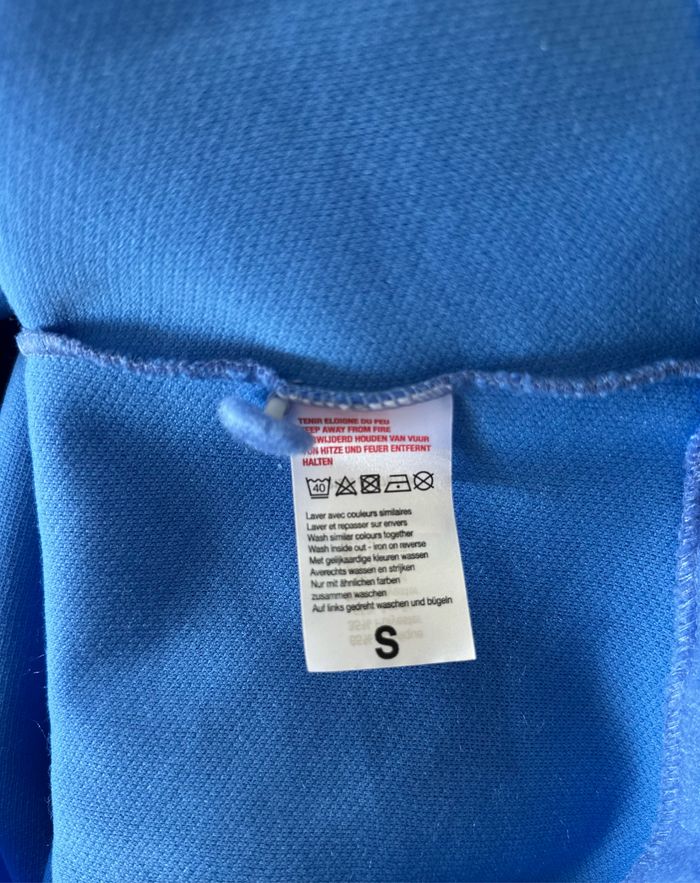 TENIR ELOIGNE DU FEU
KEEP AWAY FROM FIRE
VERWIJDERD HOUDEN VAN VUUR
VON HITZE UND FEUER ENTFERNT
HALTEN
40
Laver avec couleurs similaires
Laver et repasser sur envers
Wash similar colours together
Wash inside out - iron on reverse
Met gelijkaardige kleuren wassen
Averechts wassen en strijken
Nur mit ähnlichen farben
zusammen waschen
Auf links gedreht waschen und bügeln
S